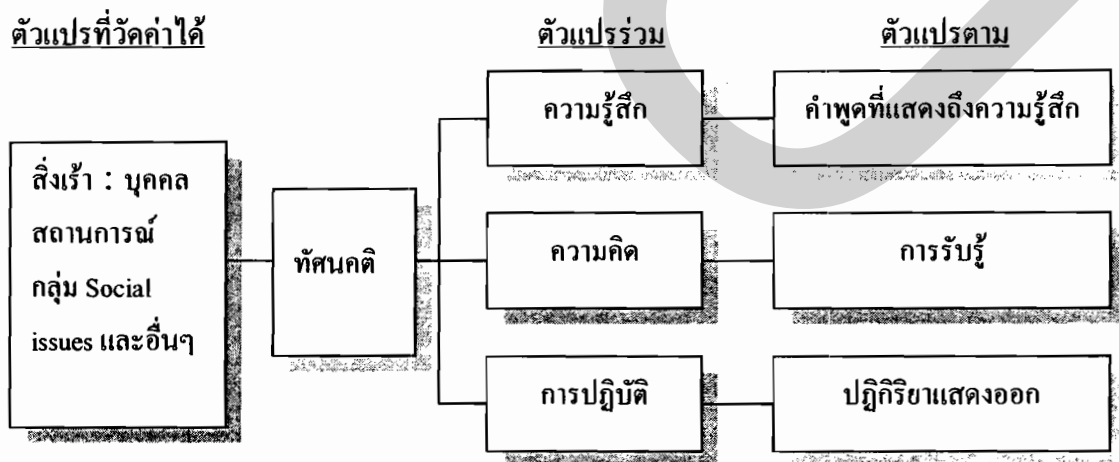 ตัวแปรที่วัดค่าได้
ตัวแปรร่วม
ตัวแปรตาม
สิ่งเร้า : บุคคล
สถานการณ์
กลุ่ม Social
issues และอื่นๆ
ทัศนคติ
ความรู้สึก
คำพูดที่แสดงถึงความรู้สึก
ความคิด
การรับรู้
การปฏิบัติ
ปฏิกิริยาแสดงออก